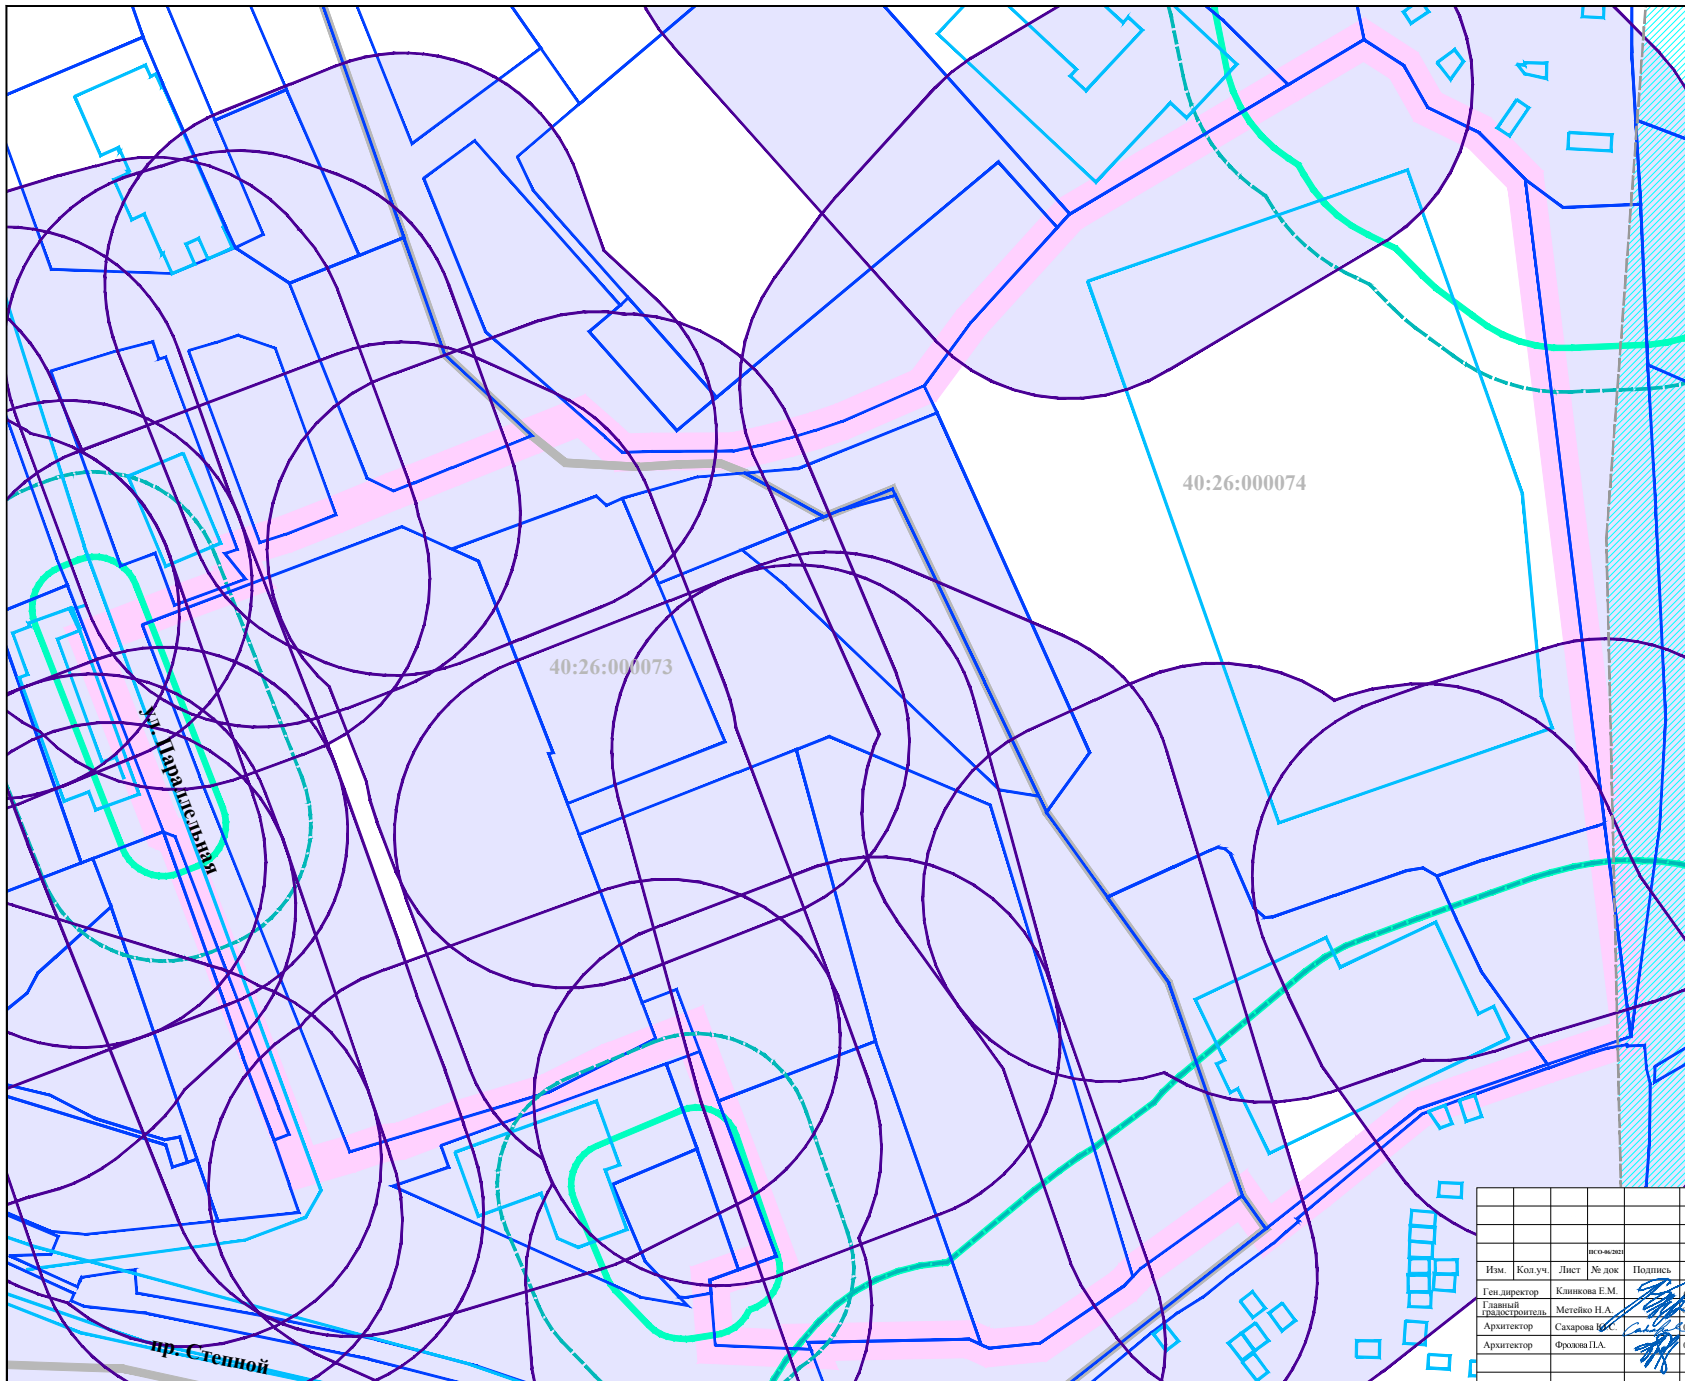 40:26:000074
40:26:000073
ул. Параллельная
пр. Степной
ПСО-06/2021
Изм. Кол.уч. Лист № док Подпись
Ген.директор Клинкова Е.М.
Главный градостроитель Метейко Н.А.
Архитектор Сахарова Ю.С.
Архитектор Фролова П.А.